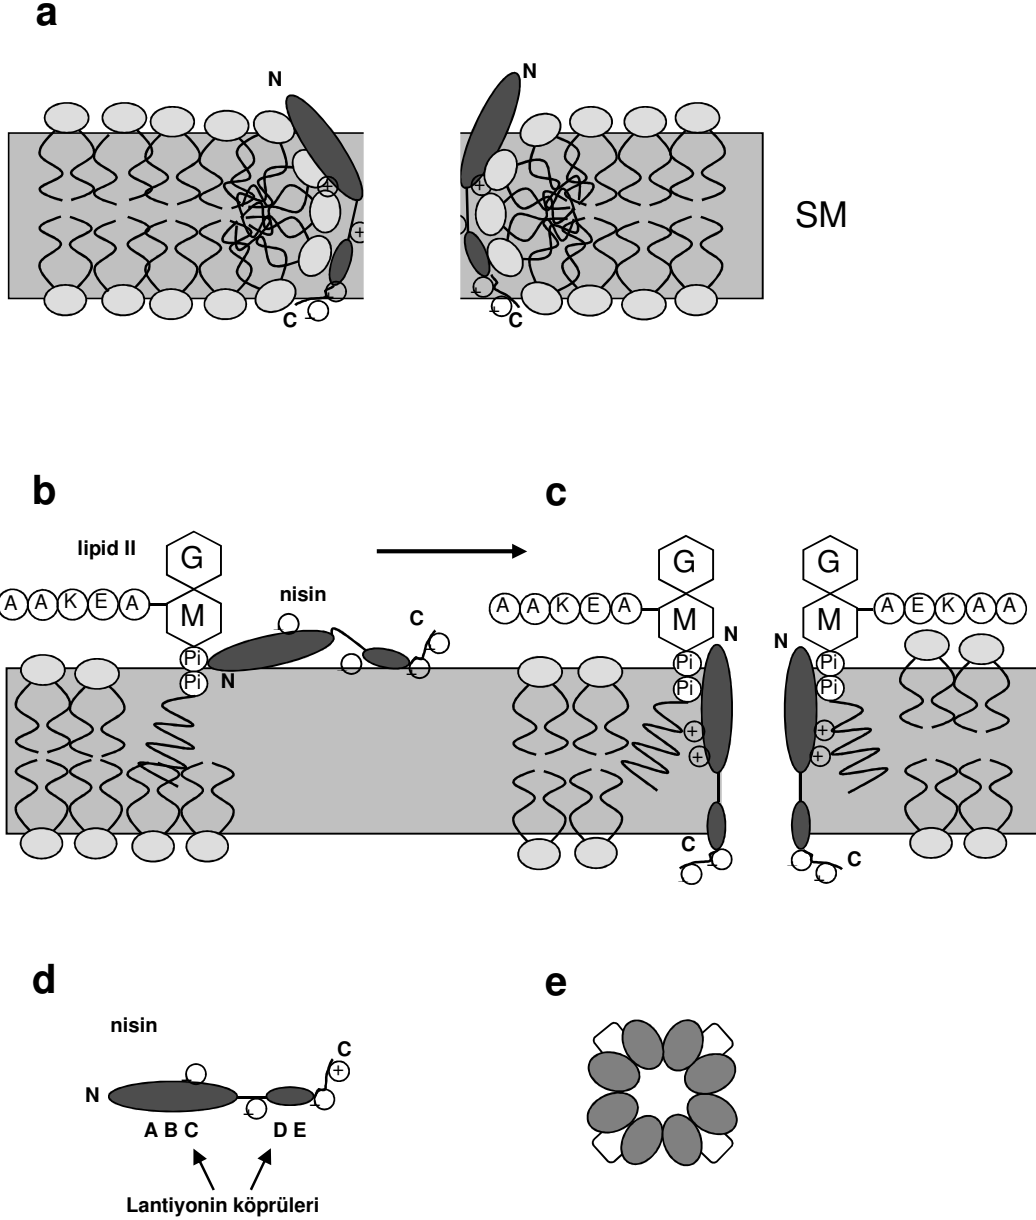 a
N
N
+
+
+
SM
C
C
b
c
lipid II
G
G
G
nisin
A A K E A
M
C
A A K E A
M
M
A E K A A
N
N
Pi
Pi
Pi
Pi
Pi
Pi
N
+
+
+
+
C
C
d
e
nisin
C
+
N
A B C
D E
Lantiyonin köprüleri